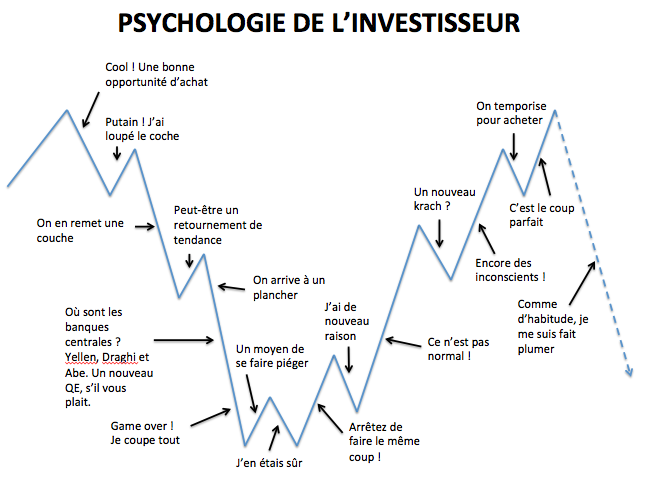 PSYCHOLOGIE DE L’INVESTISSEUR
Cool ! Une bonne
opportunité d’achat
Putain ! J’ai
loupé le coche
On en remet une
couche
Peut-être un
retournement de
tendance
On arrive à un
plancher
Où sont les
banques
centrales ?
Yellen, Draghi et
Abe. Un nouveau
QE, s’il vous
plait.
Game over !
Je coupe tout
Un moyen de
se faire piéger
J’en étais sûr
J’ai de
nouveau
raison
Arrêtez de
faire le même
coup !
Ce n’est pas
normal !
Un nouveau
krach ?
Encore des
inconscients !
On temporise
pour acheter
C’est le coup
parfait
Comme
d’habitude, je
me suis fait
plumer